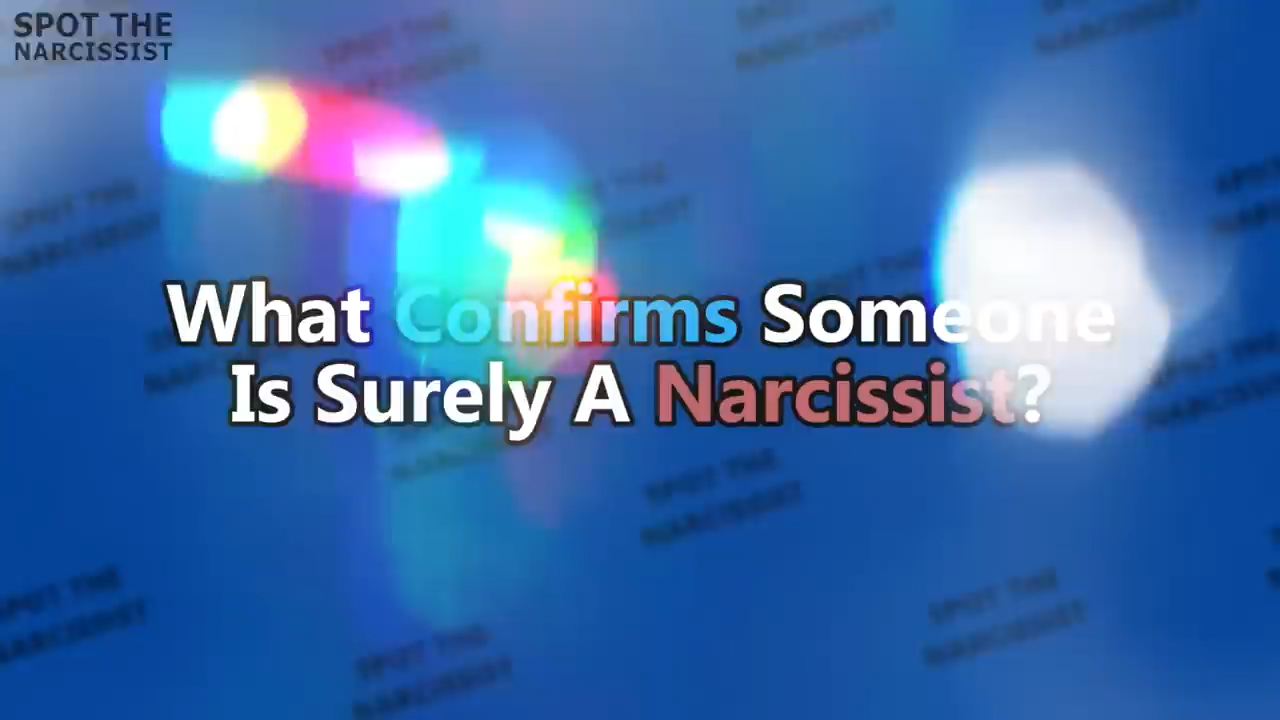 SPOT THE
NARCISSIST
What Confirms Someone
Is Surely A Narcissist?